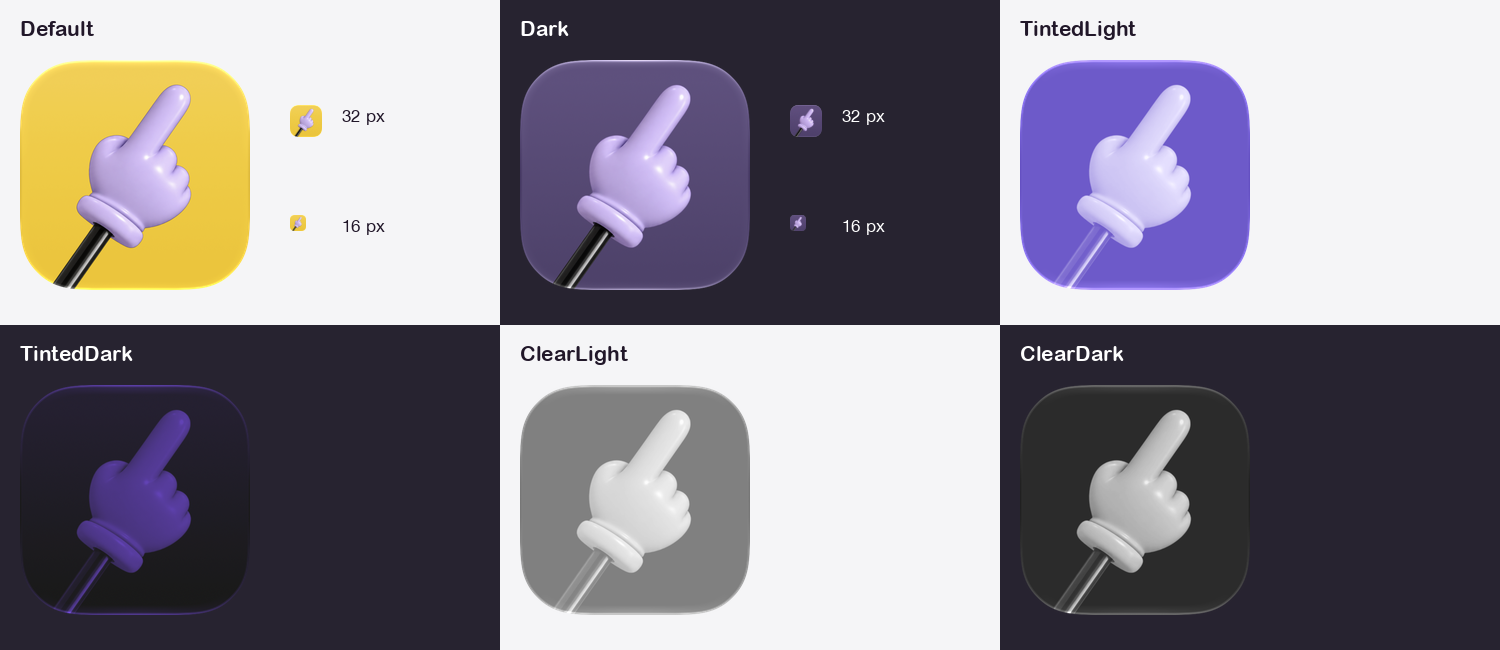 Default
32 px
16 px
Dark
32 px
16 px
TintedLight
TintedDark
ClearLight
ClearDark